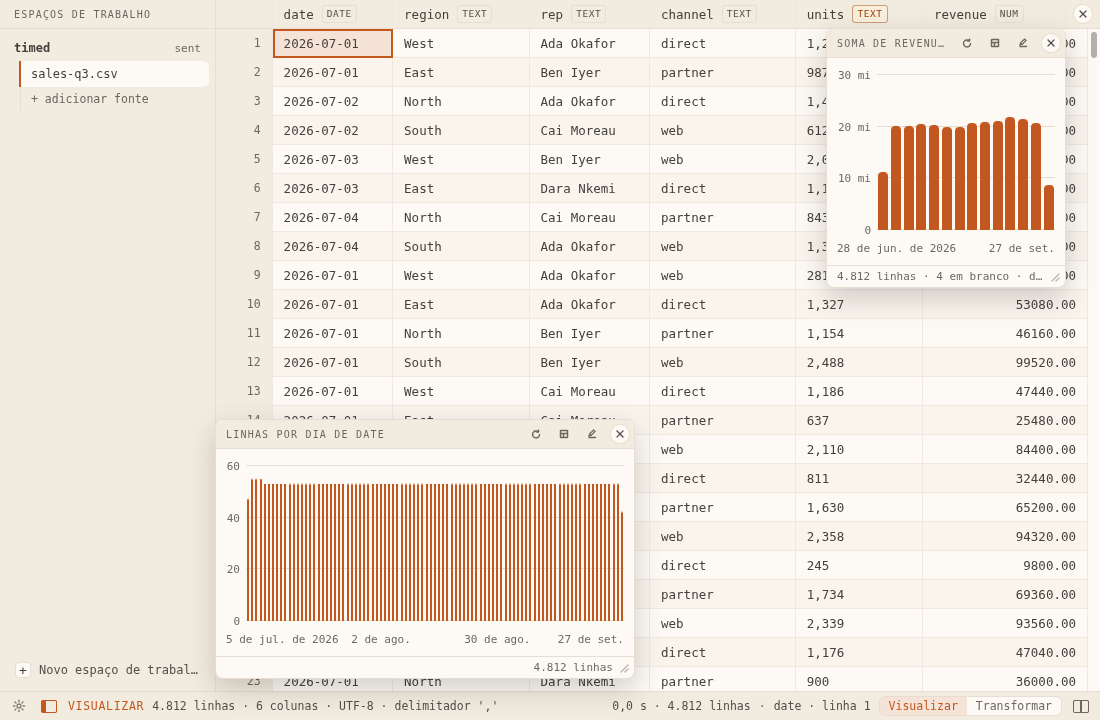 ESPAÇOS DE TRABALHO
timed sent
sales-q3.csv
+ adicionar fonte
+ Novo espaço de trabal…
date DATE region TEXT rep TEXT channel TEXT units TEXT revenue NUM
1 2026-07-01 West Ada Okafor direct
2 2026-07-01 East Ben Iyer partner
3 2026-07-02 North Ada Okafor direct
4 2026-07-02 South Cai Moreau web
5 2026-07-03 West Ben Iyer web
6 2026-07-03 East Dara Nkemi direct
7 2026-07-04 North Cai Moreau partner
8 2026-07-04 South Ada Okafor web
9 2026-07-01 West Ada Okafor web
10 2026-07-01 East Ada Okafor direct 1,327 53080.00
11 2026-07-01 North Ben Iyer partner 1,154 46160.00
12 2026-07-01 South Ben Iyer web 2,488 99520.00
13 2026-07-01 West Cai Moreau direct 1,186 47440.00
14 2026-07-01 East Cai Moreau partner 637 25480.00
web 2,110 84400.00
direct 811 32440.00
partner 1,630 65200.00
web 2,358 94320.00
direct 245 9800.00
partner 1,734 69360.00
web 2,339 93560.00
direct 1,176 47040.00
23 2026-07-01 North Dara Nkemi partner 900 36000.00
SOMA DE REVENU…
30 mi
20 mi
10 mi
0
28 de jun. de 2026 27 de set.
4.812 linhas · 4 em branco · d…
LINHAS POR DIA DE DATE
60
40
20
0
5 de jul. de 2026 2 de ago. 30 de ago. 27 de set.
4.812 linhas
VISUALIZAR 4.812 linhas · 6 colunas · UTF-8 · delimitador ',' 0,0 s · 4.812 linhas · date · linha 1 Visualizar Transformar